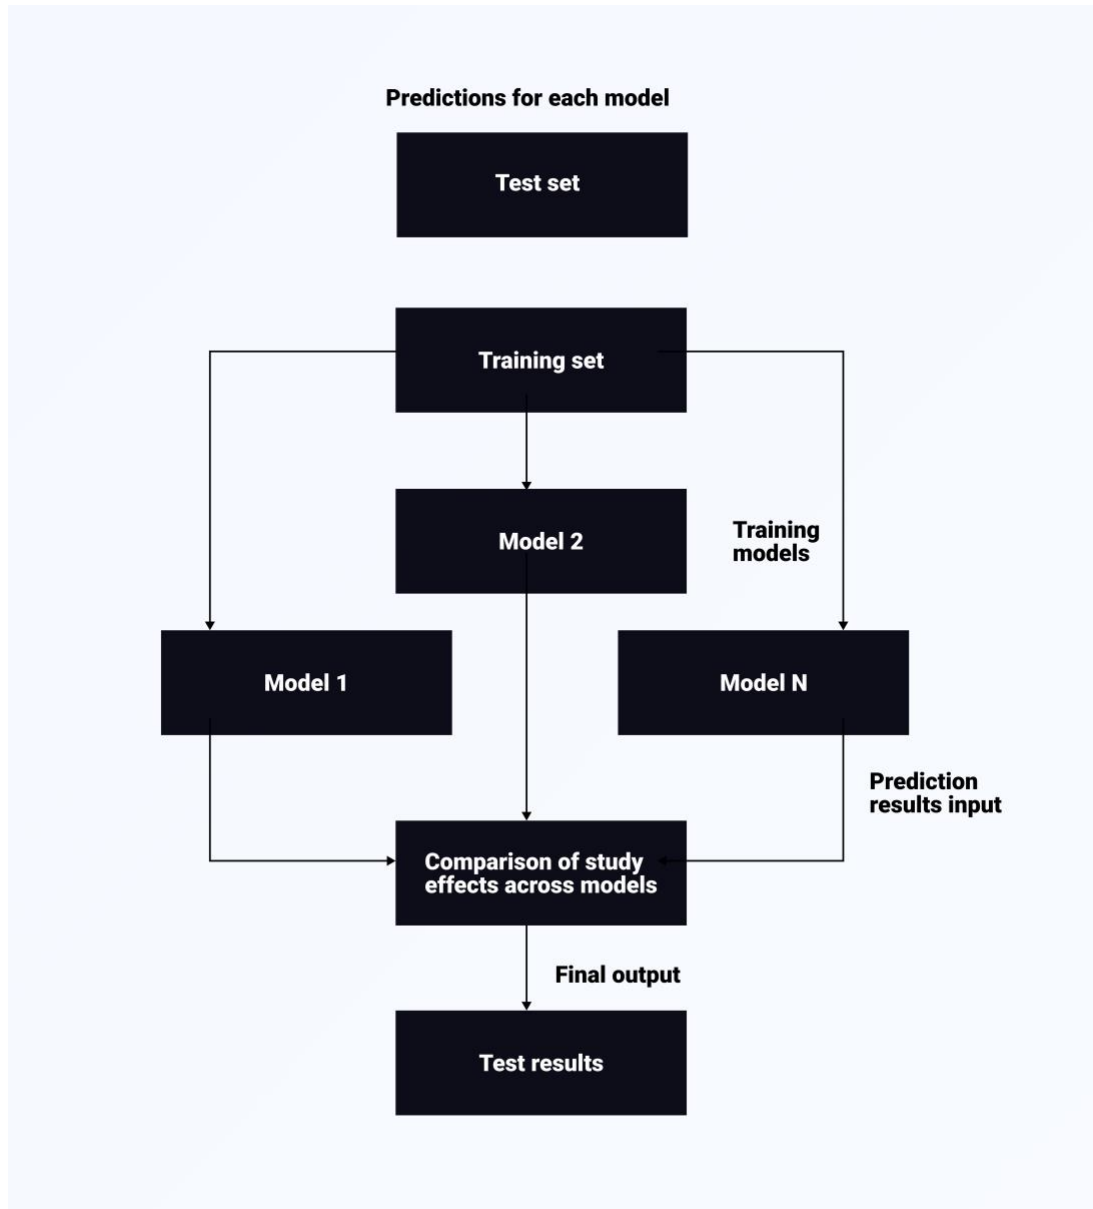 Predictions for each model
Test set
Training set
Model 2
Training
models
Model 1
Model N
Prediction
results input
Comparison of study
effects across models
Final output
Test results